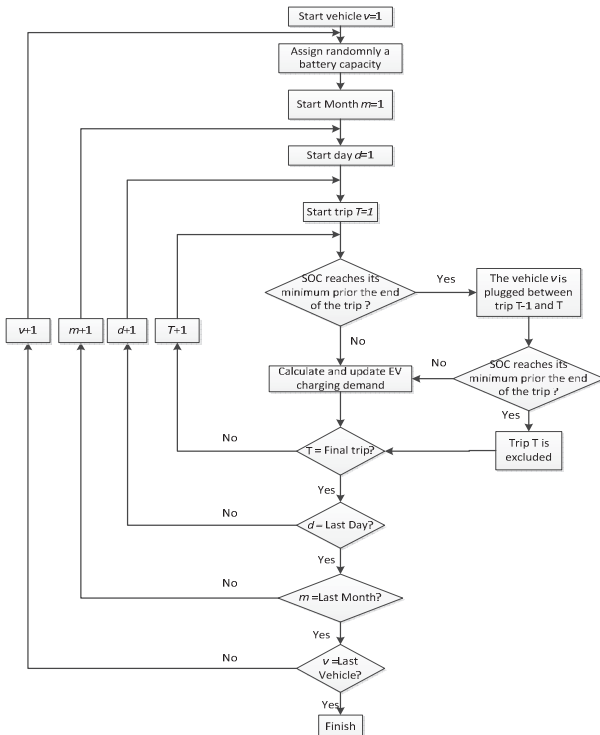 Start vehicle v=1
Assign randomnly a
battery capacity
Start Month m=1
Start day d=1
Start trip T=1
SOC reaches its
minimum prior the end
of the trip ?
Yes
The vehicle v is
plugged between
trip T-1 and T
No
v+1
m+1
d+1
T+1
Calculate and update EV
charging demand
No
SOC reaches its
minimum prior the end
of the trip ?
Yes
Trip T is
excluded
T = Final trip?
No
Yes
d = Last Day?
No
Yes
m =Last Month?
No
Yes
v =Last
Vehicle?
No
Yes
Finish